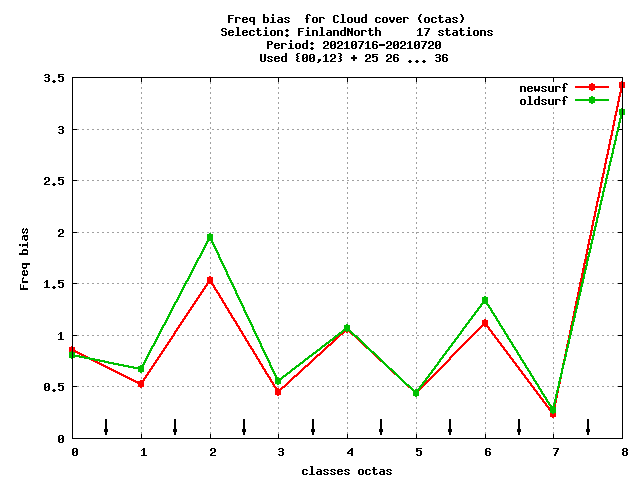 Freq bias  for Cloud cover (octas)
Selection: FinlandNorth     17 stations
Period: 20210716-20210720
Used {00,12} + 25 26 ... 36
newsurf
oldsurf
3.5
3
2.5
2
1.5
1
0.5
0
Freq bias
0 1 2 3 4 5 6 7 8
classes octas